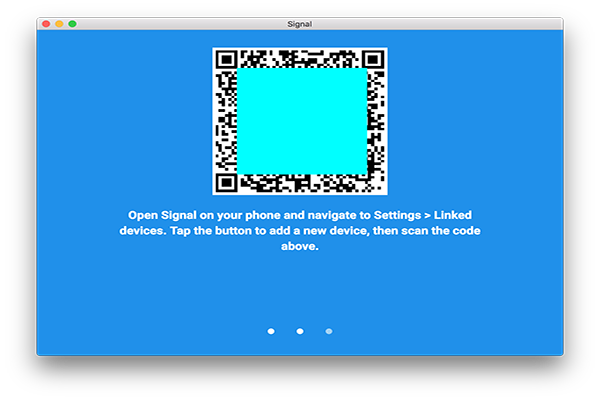 Signal
Open Signal on your phone and navigate to Settings > Linked
devices. Tap the button to add a new device, then scan the code
above.